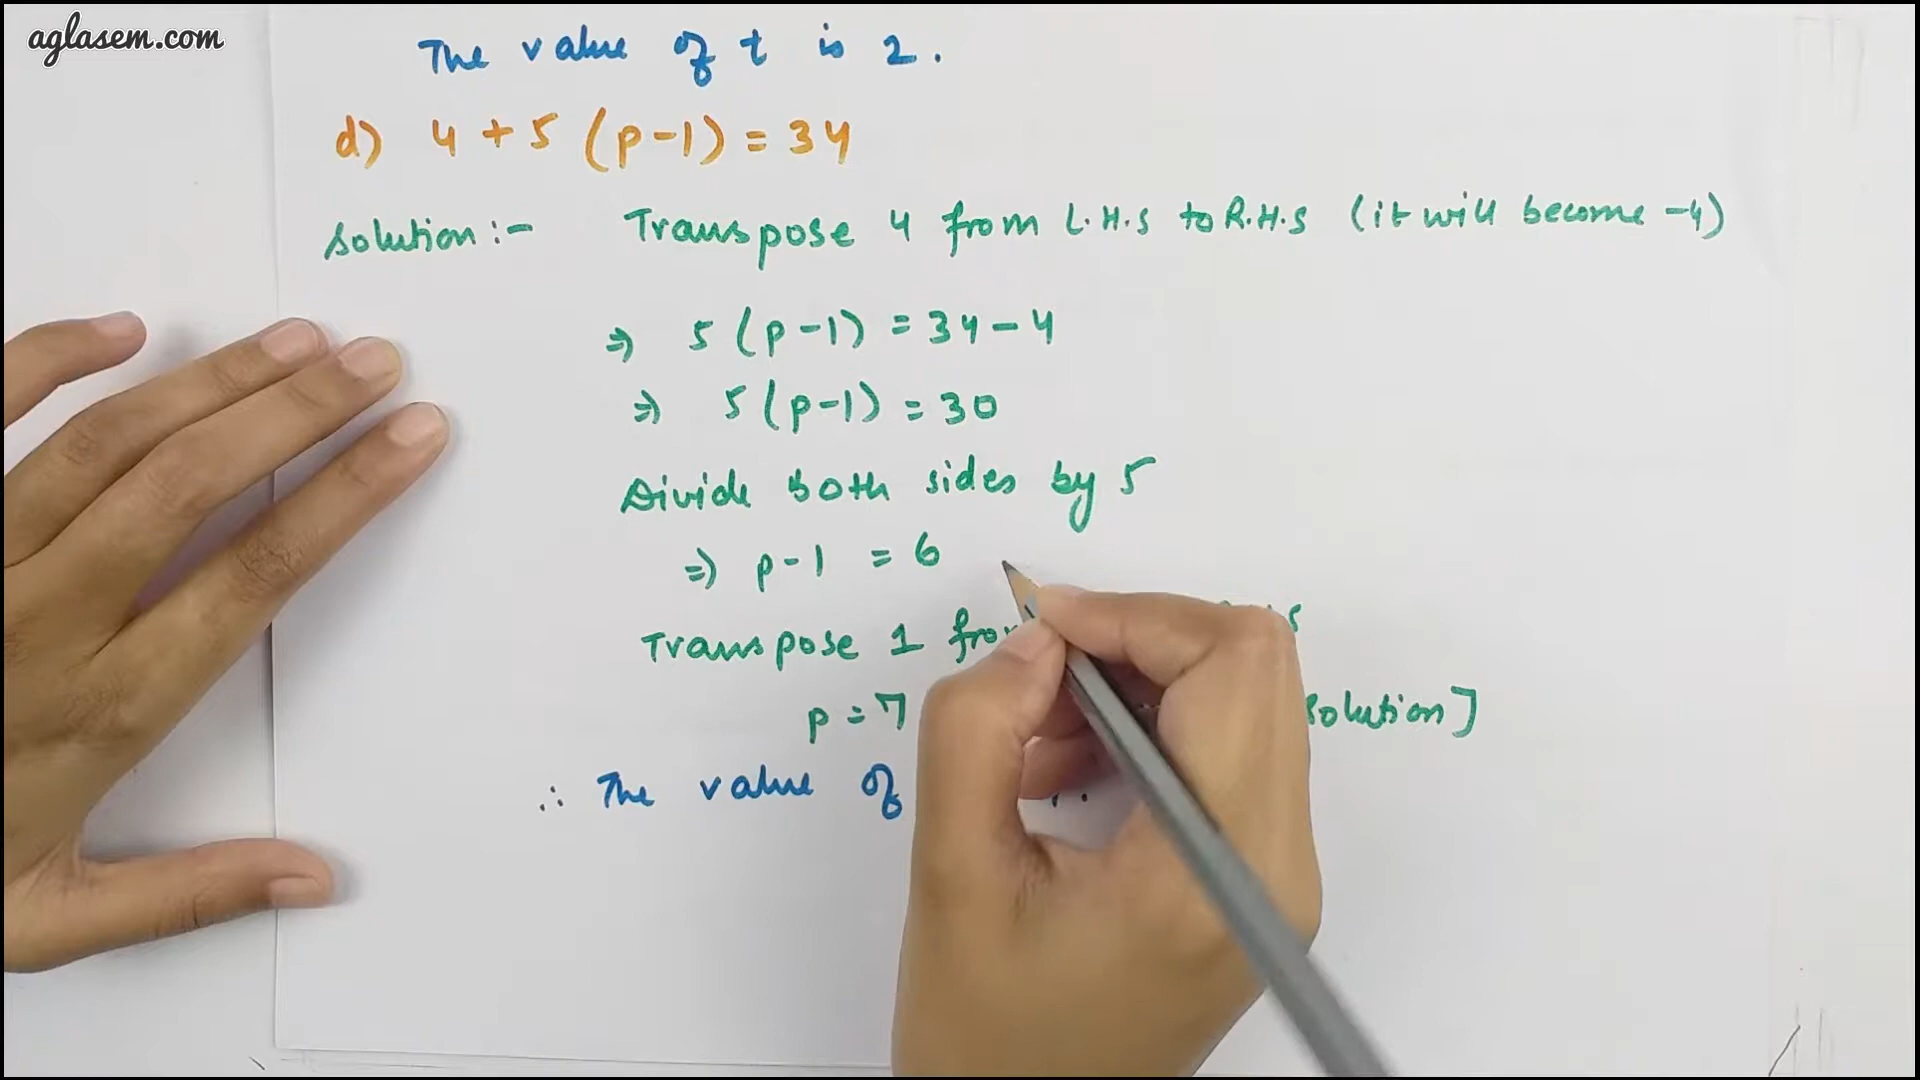 aglasem.com
The value of t is 2.
d) 4 + 5 (p-1) = 34
Solution :- Transpose 4 from L.H.S to R.H.S (it will become -4)
⇒ 5 (p-1) = 34-4
⇒ 5(p-1) = 30
Divide both sides by 5
⇒ p-1 = 6
Transpose 1
p = 7 solution]
∴ The value of